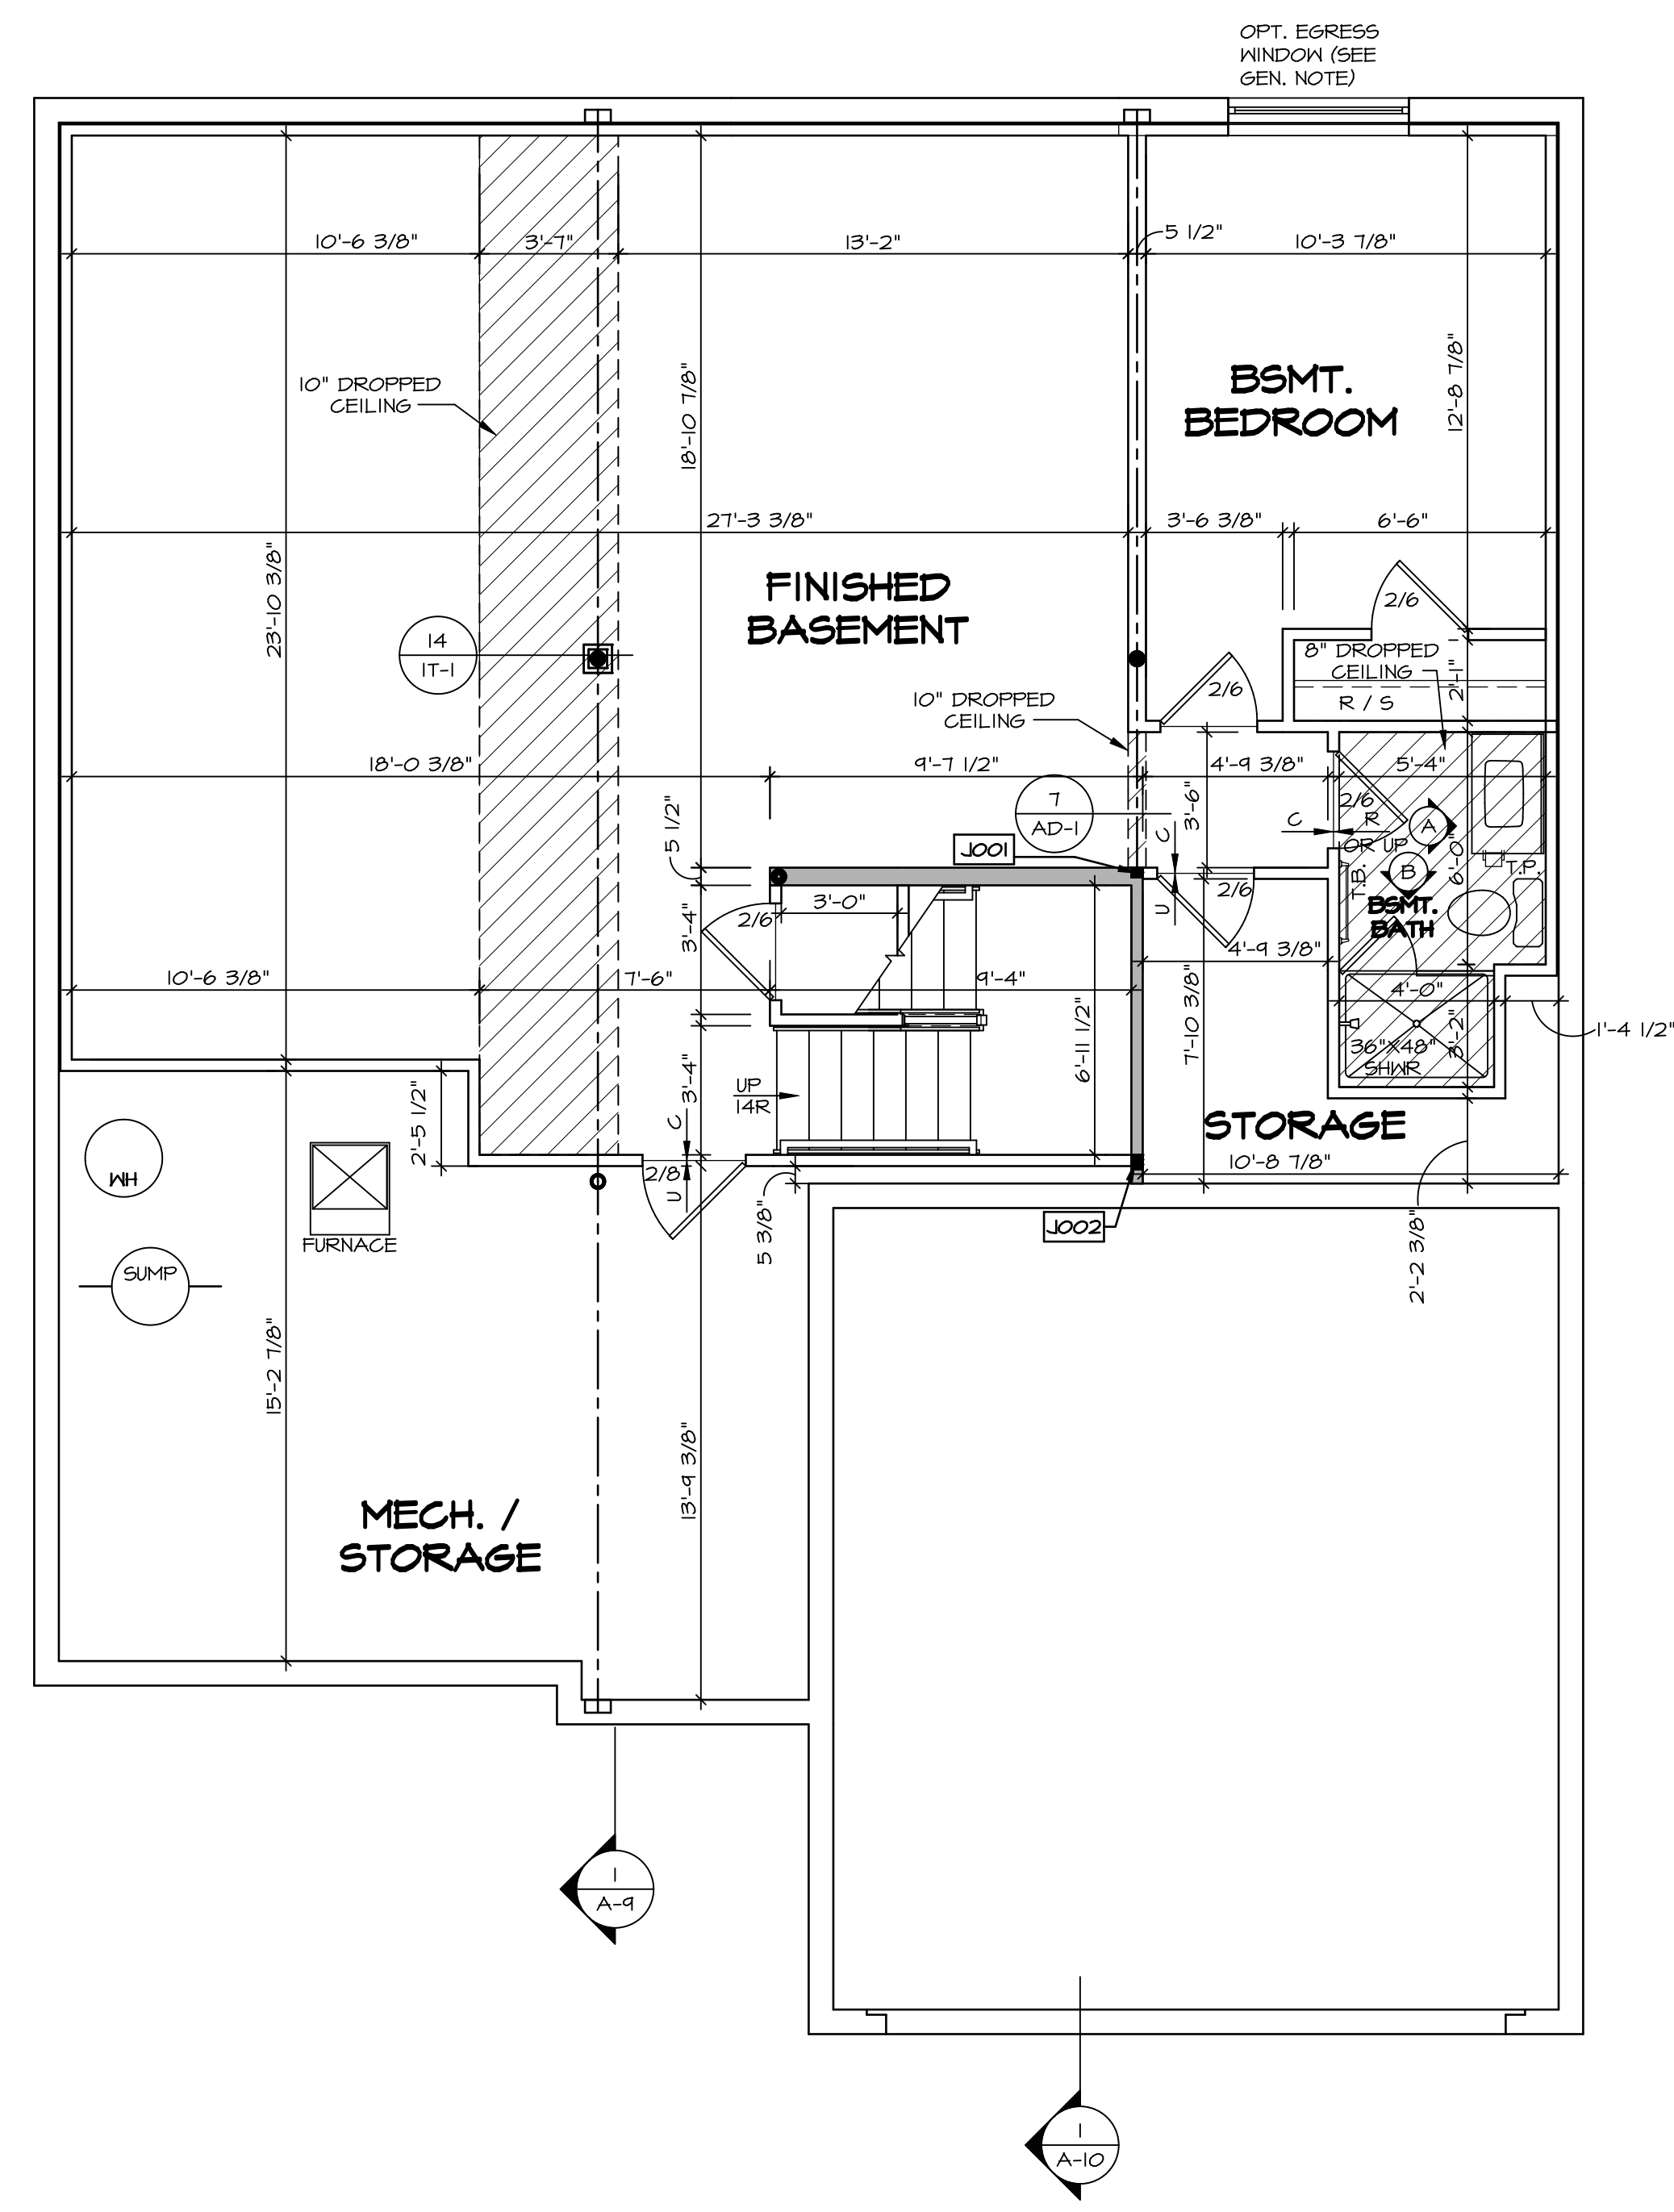 OPT. EGRESS
WINDOW (SEE
GEN. NOTE)
10'-6 3/8"
3'-7"
13'-2"
5 1/2"
10'-3 7/8"
10" DROPPED
CEILING
18'-10 7/8"
BSMT.
BEDROOM
12'-8 7/8"
27'-3 3/8"
3'-6 3/8"
6'-6"
23'-10 3/8"
FINISHED
BASEMENT
2/6
14
1T-1
8" DROPPED
CEILING
2'-1"
R / S
2/6
10" DROPPED
CEILING
18'-0 3/8"
9'-7 1/2"
4'-9 3/8"
5'-4"
5 1/2"
7
AD-1
3'-6"
2/6
C
R
OR UP
A
6'-0"
J001
C
U
T.B.
B
T.P.
2/6
3'-0"
2/6
BSMT.
BATH
3'-4"
4'-9 3/8"
10'-6 3/8"
7'-6"
9'-4"
4'-0"
6'-11 1/2"
7'-10 3/8"
3'-2"
1'-4 1/2"
36"X48"
SHWR
UP
14R
3'-4"
2'-5 1/2"
C
U
2/8
STORAGE
10'-8 7/8"
WH
FURNACE
SUMP
5 3/8"
J002
2'-2 3/8"
15'-2 7/8"
13'-9 3/8"
MECH. /
STORAGE
1
A-9
1
A-10